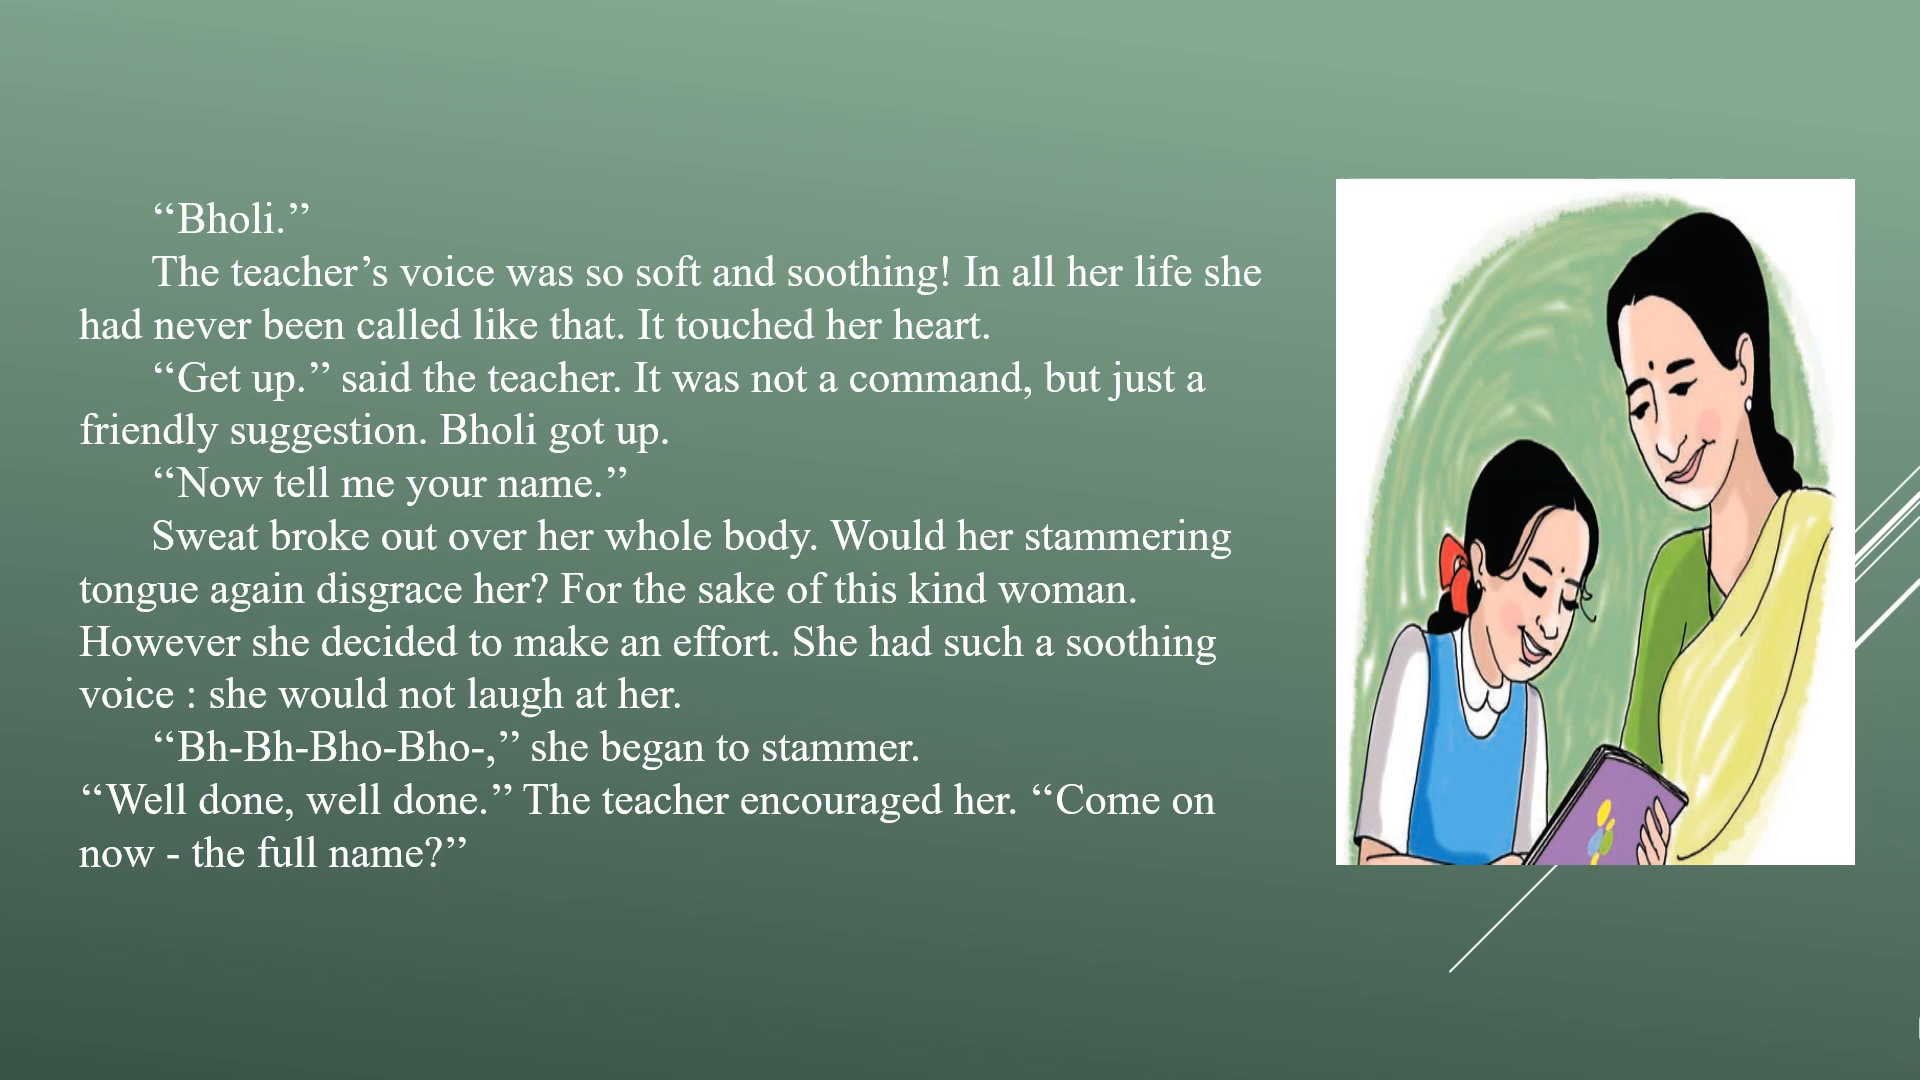 ‘‘Bholi.’’
The teacher’s voice was so soft and soothing! In all her life she
had never been called like that. It touched her heart.
‘‘Get up.’’ said the teacher. It was not a command, but just a
friendly suggestion. Bholi got up.
‘‘Now tell me your name.’’
Sweat broke out over her whole body. Would her stammering
tongue again disgrace her? For the sake of this kind woman.
However she decided to make an effort. She had such a soothing
voice : she would not laugh at her.
‘‘Bh-Bh-Bho-Bho-,’’ she began to stammer.
‘‘Well done, well done.’’ The teacher encouraged her. ‘‘Come on
now - the full name?’’